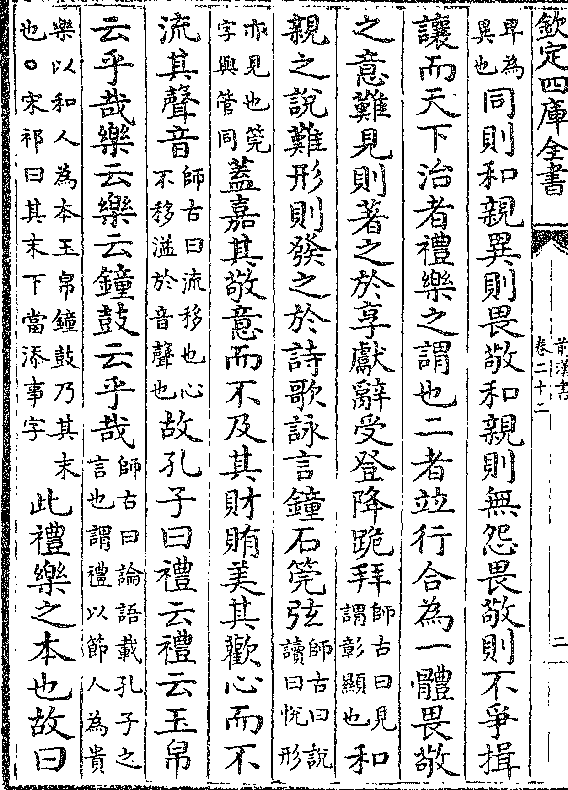 欽定四庫全書
前漢書
卷二十二
二
卑為異也同則和親異則畏敬和親則無怨畏敬則不爭揖
讓而天下治者禮樂之謂也二者竝行合為一體畏敬
之意難見則著之於享獻辭受登降跪拜師古曰見謂彰顯也和
親之說難形則發之於詩歌詠言鐘石筦弦師古曰說讀曰悅形
亦見也筦字與管同蓋嘉其敬意而不及其財賄美其歡心而不
流其聲音師古曰流移也心不移溢於音聲也故孔子曰禮云禮云玉帛
云乎哉樂云樂云鐘鼓云乎哉師古曰論語載孔子之言也謂禮以節人為貴
樂以和人為本玉帛鐘鼓乃其末也○宋祁曰其末下當添事字此禮樂之本也故曰